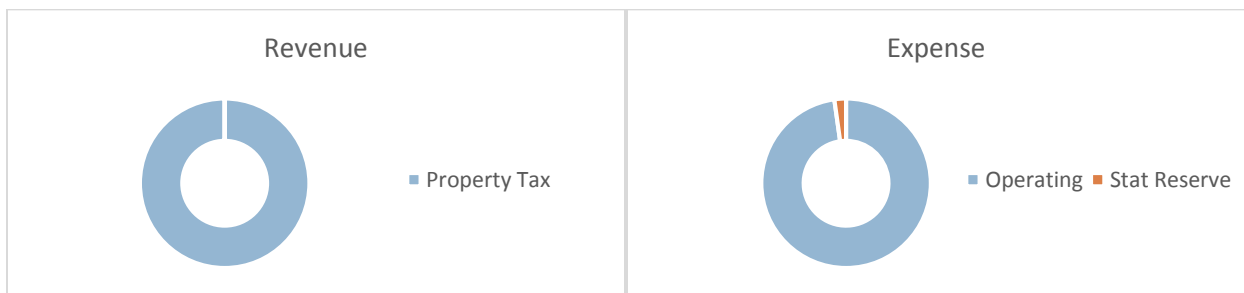 Revenue
Property Tax
Expense
Operating
Stat Reserve